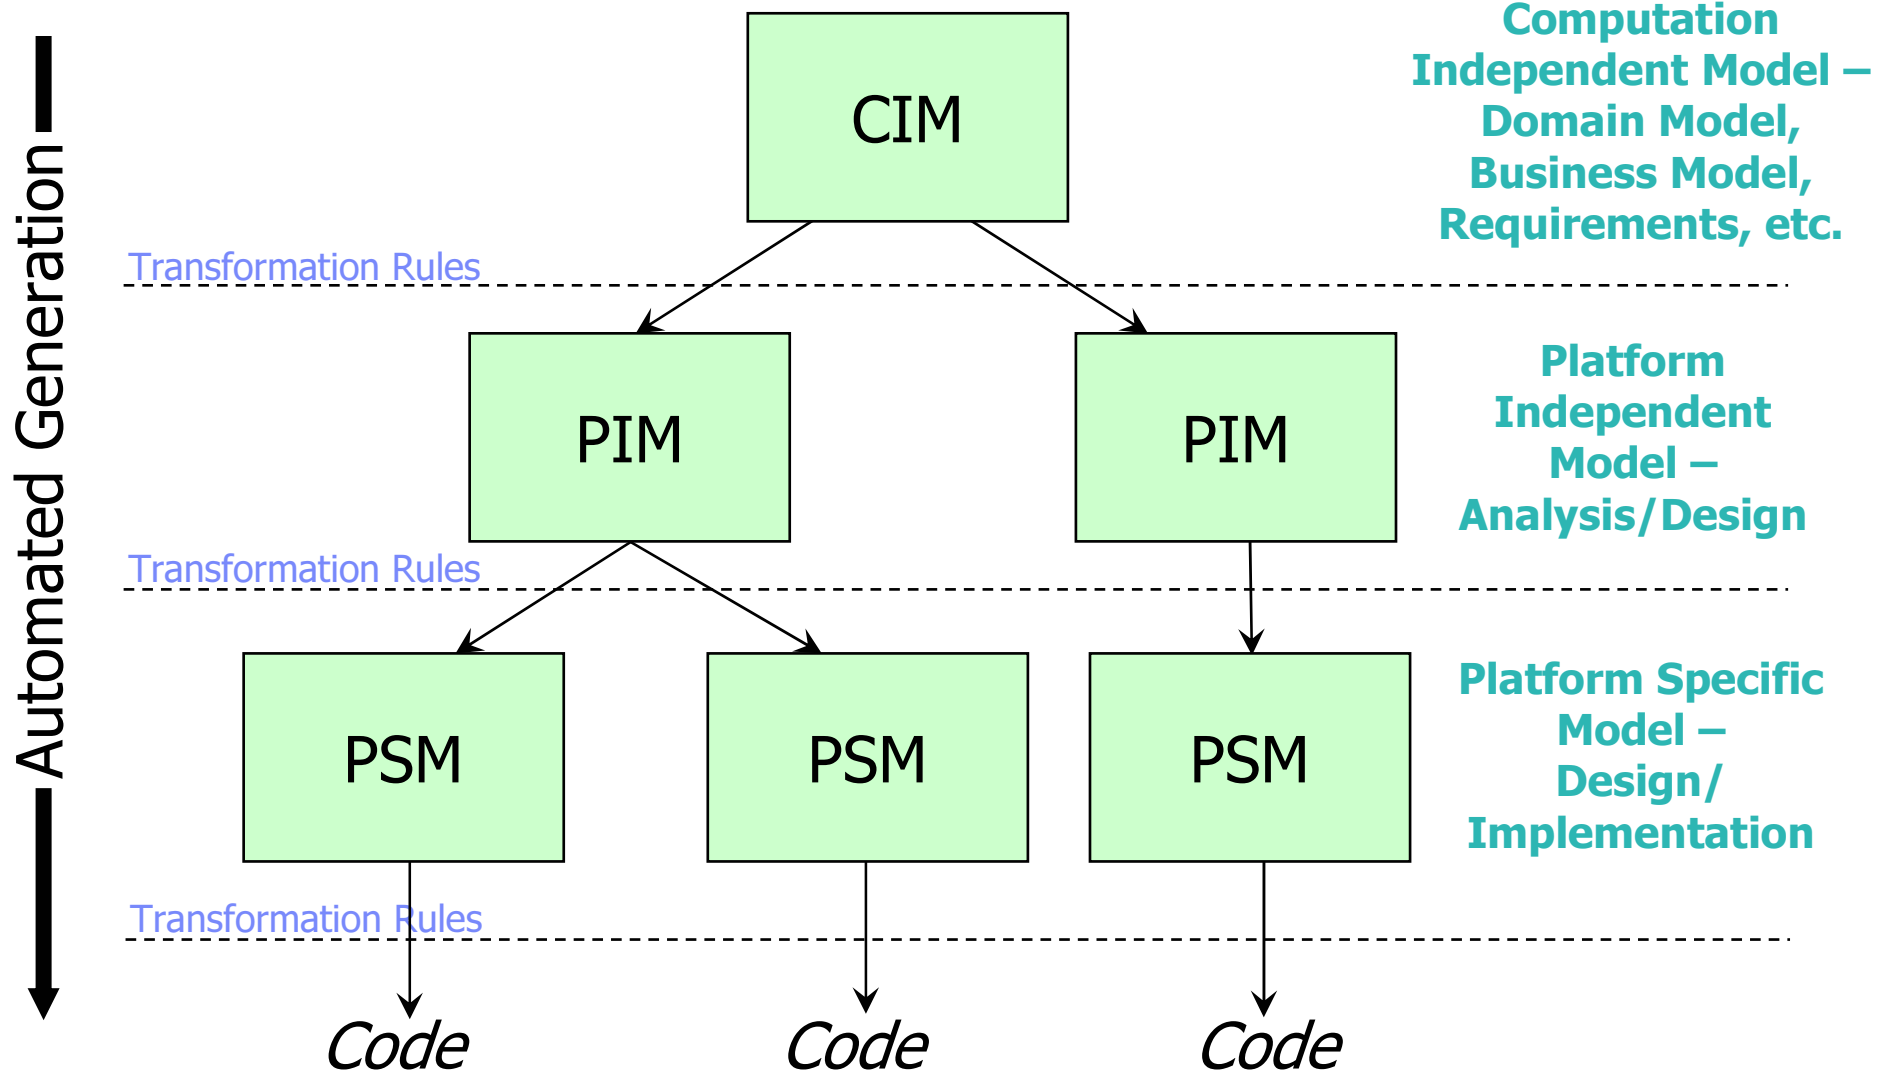 Computation
Independent Model –
Domain Model,
Business Model,
Requirements, etc.
CIM
Automated Generation
Transformation Rules
PIM
PIM
Platform
Independent
Model –
Analysis/Design
Transformation Rules
PSM
PSM
PSM
Platform Specific
Model –
Design/
Implementation
Transformation Rules
Code
Code
Code